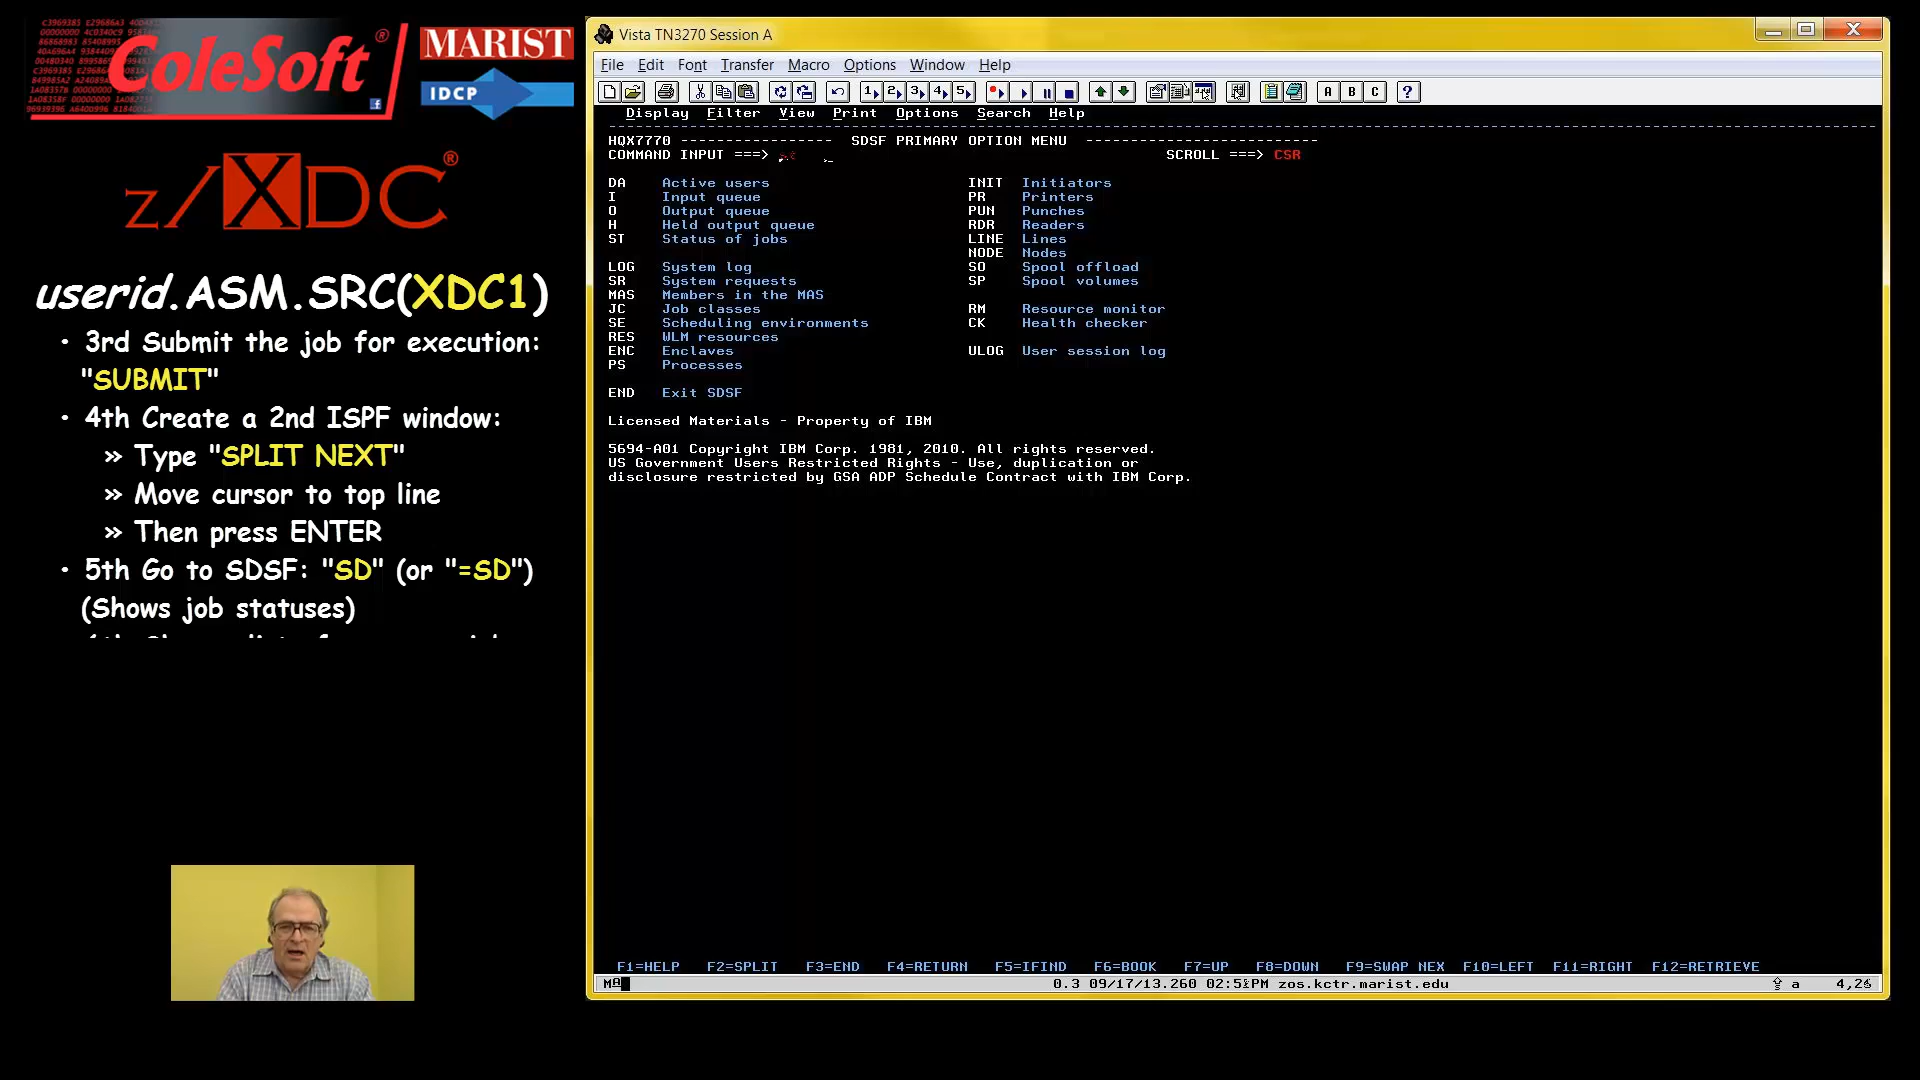 ColeSoft®
MARIST
IDCP
z/XDC®
userid.ASM.SRC(XDC1)
• 3rd Submit the job for execution:
"SUBMIT"
• 4th Create a 2nd ISPF window:
» Type "SPLIT NEXT"
» Move cursor to top line
» Then press ENTER
• 5th Go to SDSF: "SD" (or "=SD")
(Shows job statuses)
Vista TN3270 Session A
File Edit Font Transfer Macro Options Window Help
1 2 3 4 5 A B C ?
Display Filter View Print Options Search Help
HQX7770 ----------------- SDSF PRIMARY OPTION MENU --------------------------
COMMAND INPUT ===> SCROLL ===> CSR
DA Active users INIT Initiators
I Input queue PR Printers
O Output queue PUN Punches
H Held output queue RDR Readers
ST Status of jobs LINE Lines
NODE Nodes
LOG System log SO Spool offload
SR System requests SP Spool volumes
MAS Members in the MAS
JC Job classes RM Resource monitor
SE Scheduling environments CK Health checker
RES WLM resources
ENC Enclaves ULOG User session log
PS Processes
END Exit SDSF
Licensed Materials - Property of IBM
5694-A01 Copyright IBM Corp. 1981, 2010. All rights reserved.
US Government Users Restricted Rights - Use, duplication or
disclosure restricted by GSA ADP Schedule Contract with IBM Corp.
F1=HELP F2=SPLIT F3=END F4=RETURN F5=IFIND F6=BOOK F7=UP F8=DOWN F9=SWAP NEX F10=LEFT F11=RIGHT F12=RETRIEVE
0.3 09/17/13.260 zos.kctr.marist.edu a